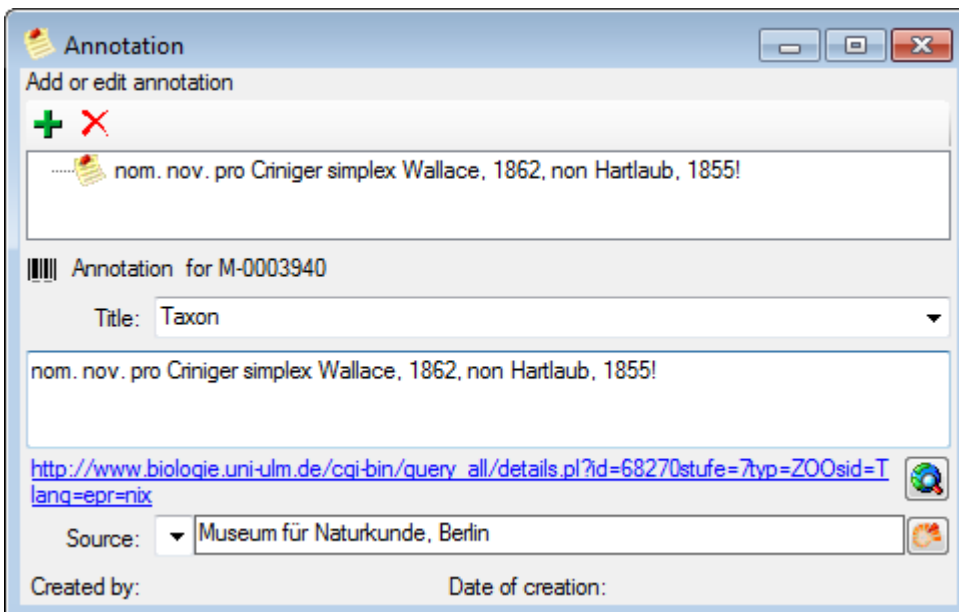 Annotation
Add or edit annotation
nom. nov. pro Criniger simplex Wallace, 1862, non Hartlaub, 1855!
Annotation for M-0003940
Title: Taxon
nom. nov. pro Criniger simplex Wallace, 1862, non Hartlaub, 1855!
http://www.biologie.uni-ulm.de/cgi-bin/query_all/details.pl?id=68270stufe=7typ=ZOOsid=T
lang=epr=nix
Source: Museum für Naturkunde, Berlin
Created by: Date of creation: